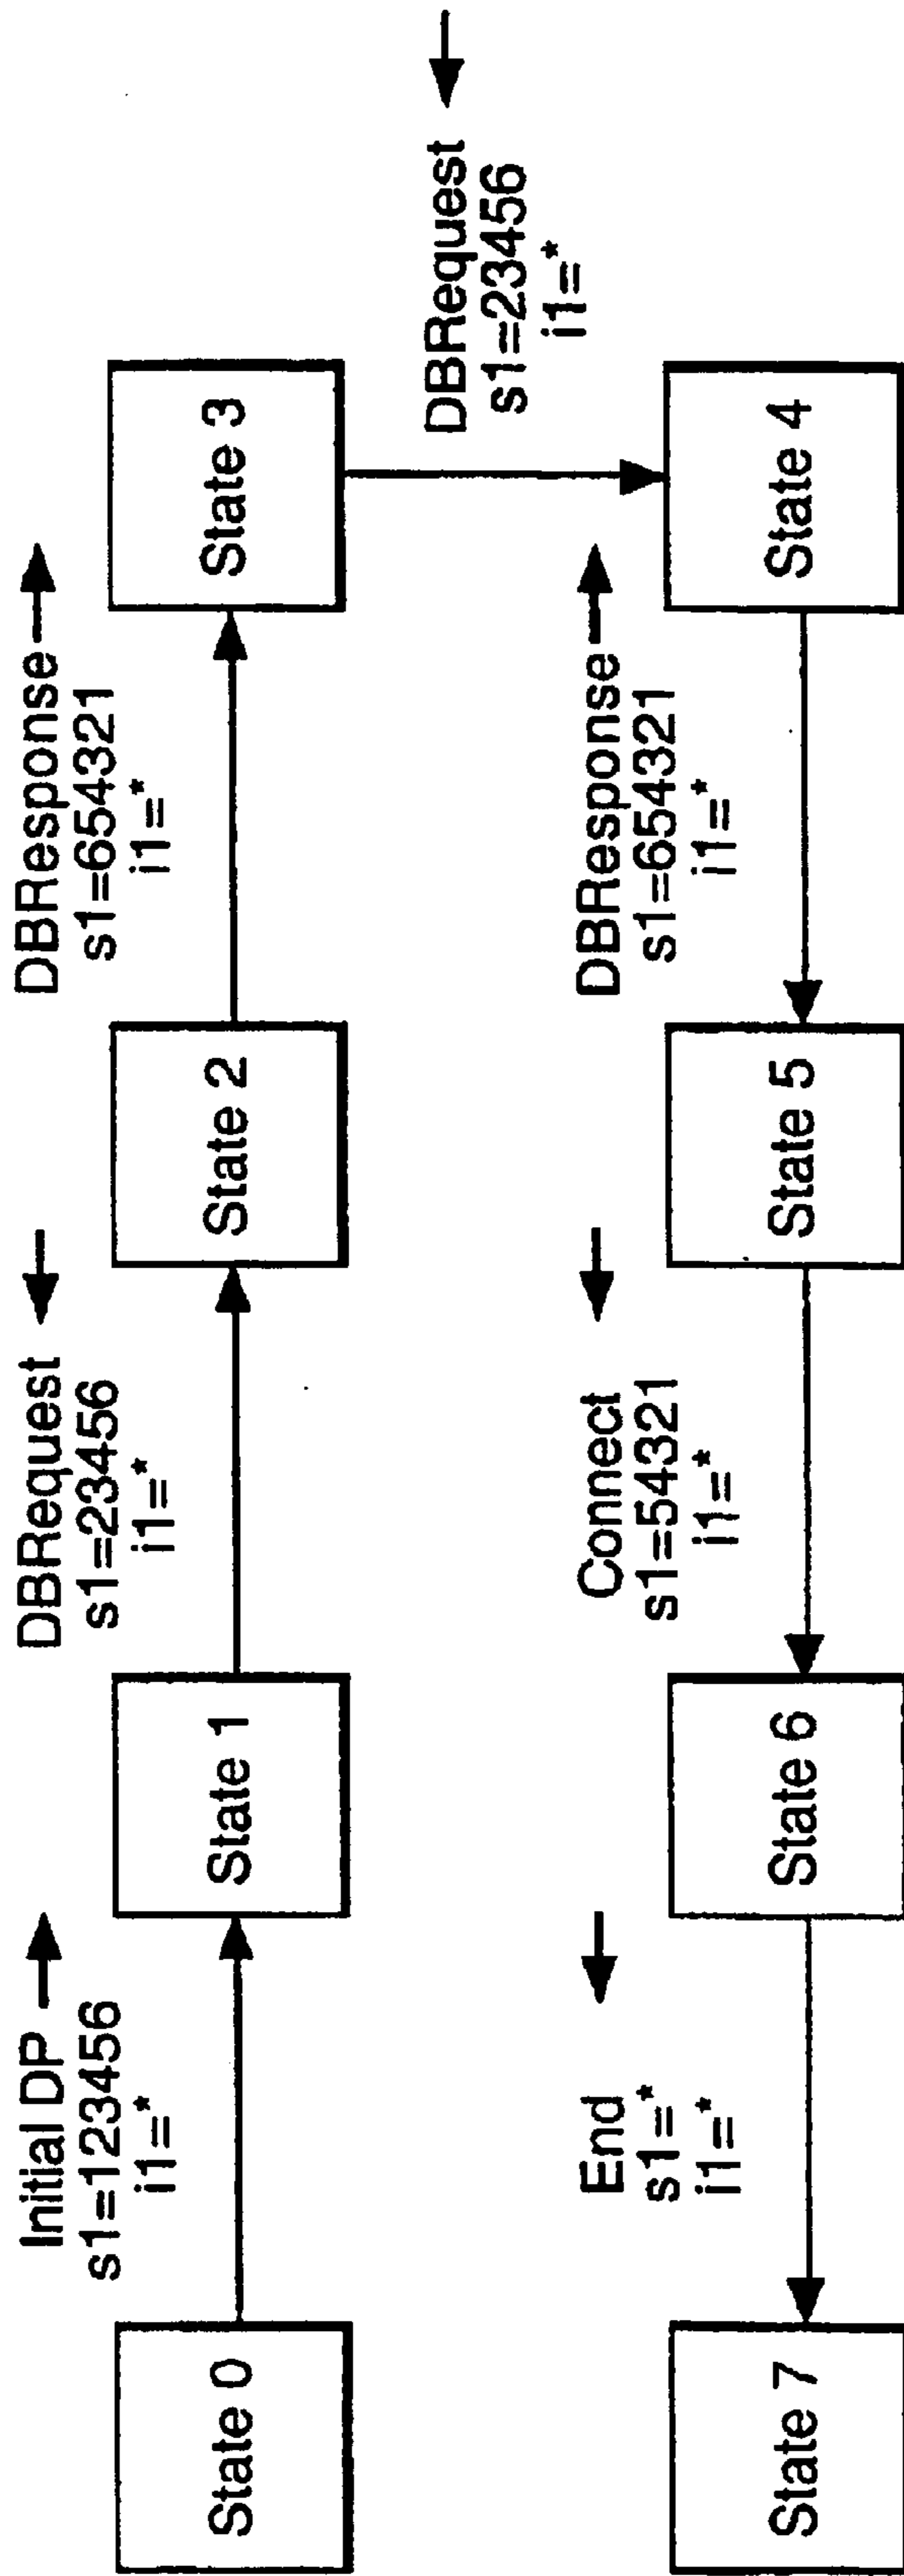 Initial DP
s1=123456
i1=*
DBRequest
s1=23456
i1=*
DBResponse
s1=654321
i1=*
State 0
State 1
State 2
State 3
DBRequest
s1=23456
i1=*
End
s1=*
i1=*
Connect
s1=54321
i1=*
DBResponse
s1=654321
i1=*
State 7
State 6
State 5
State 4